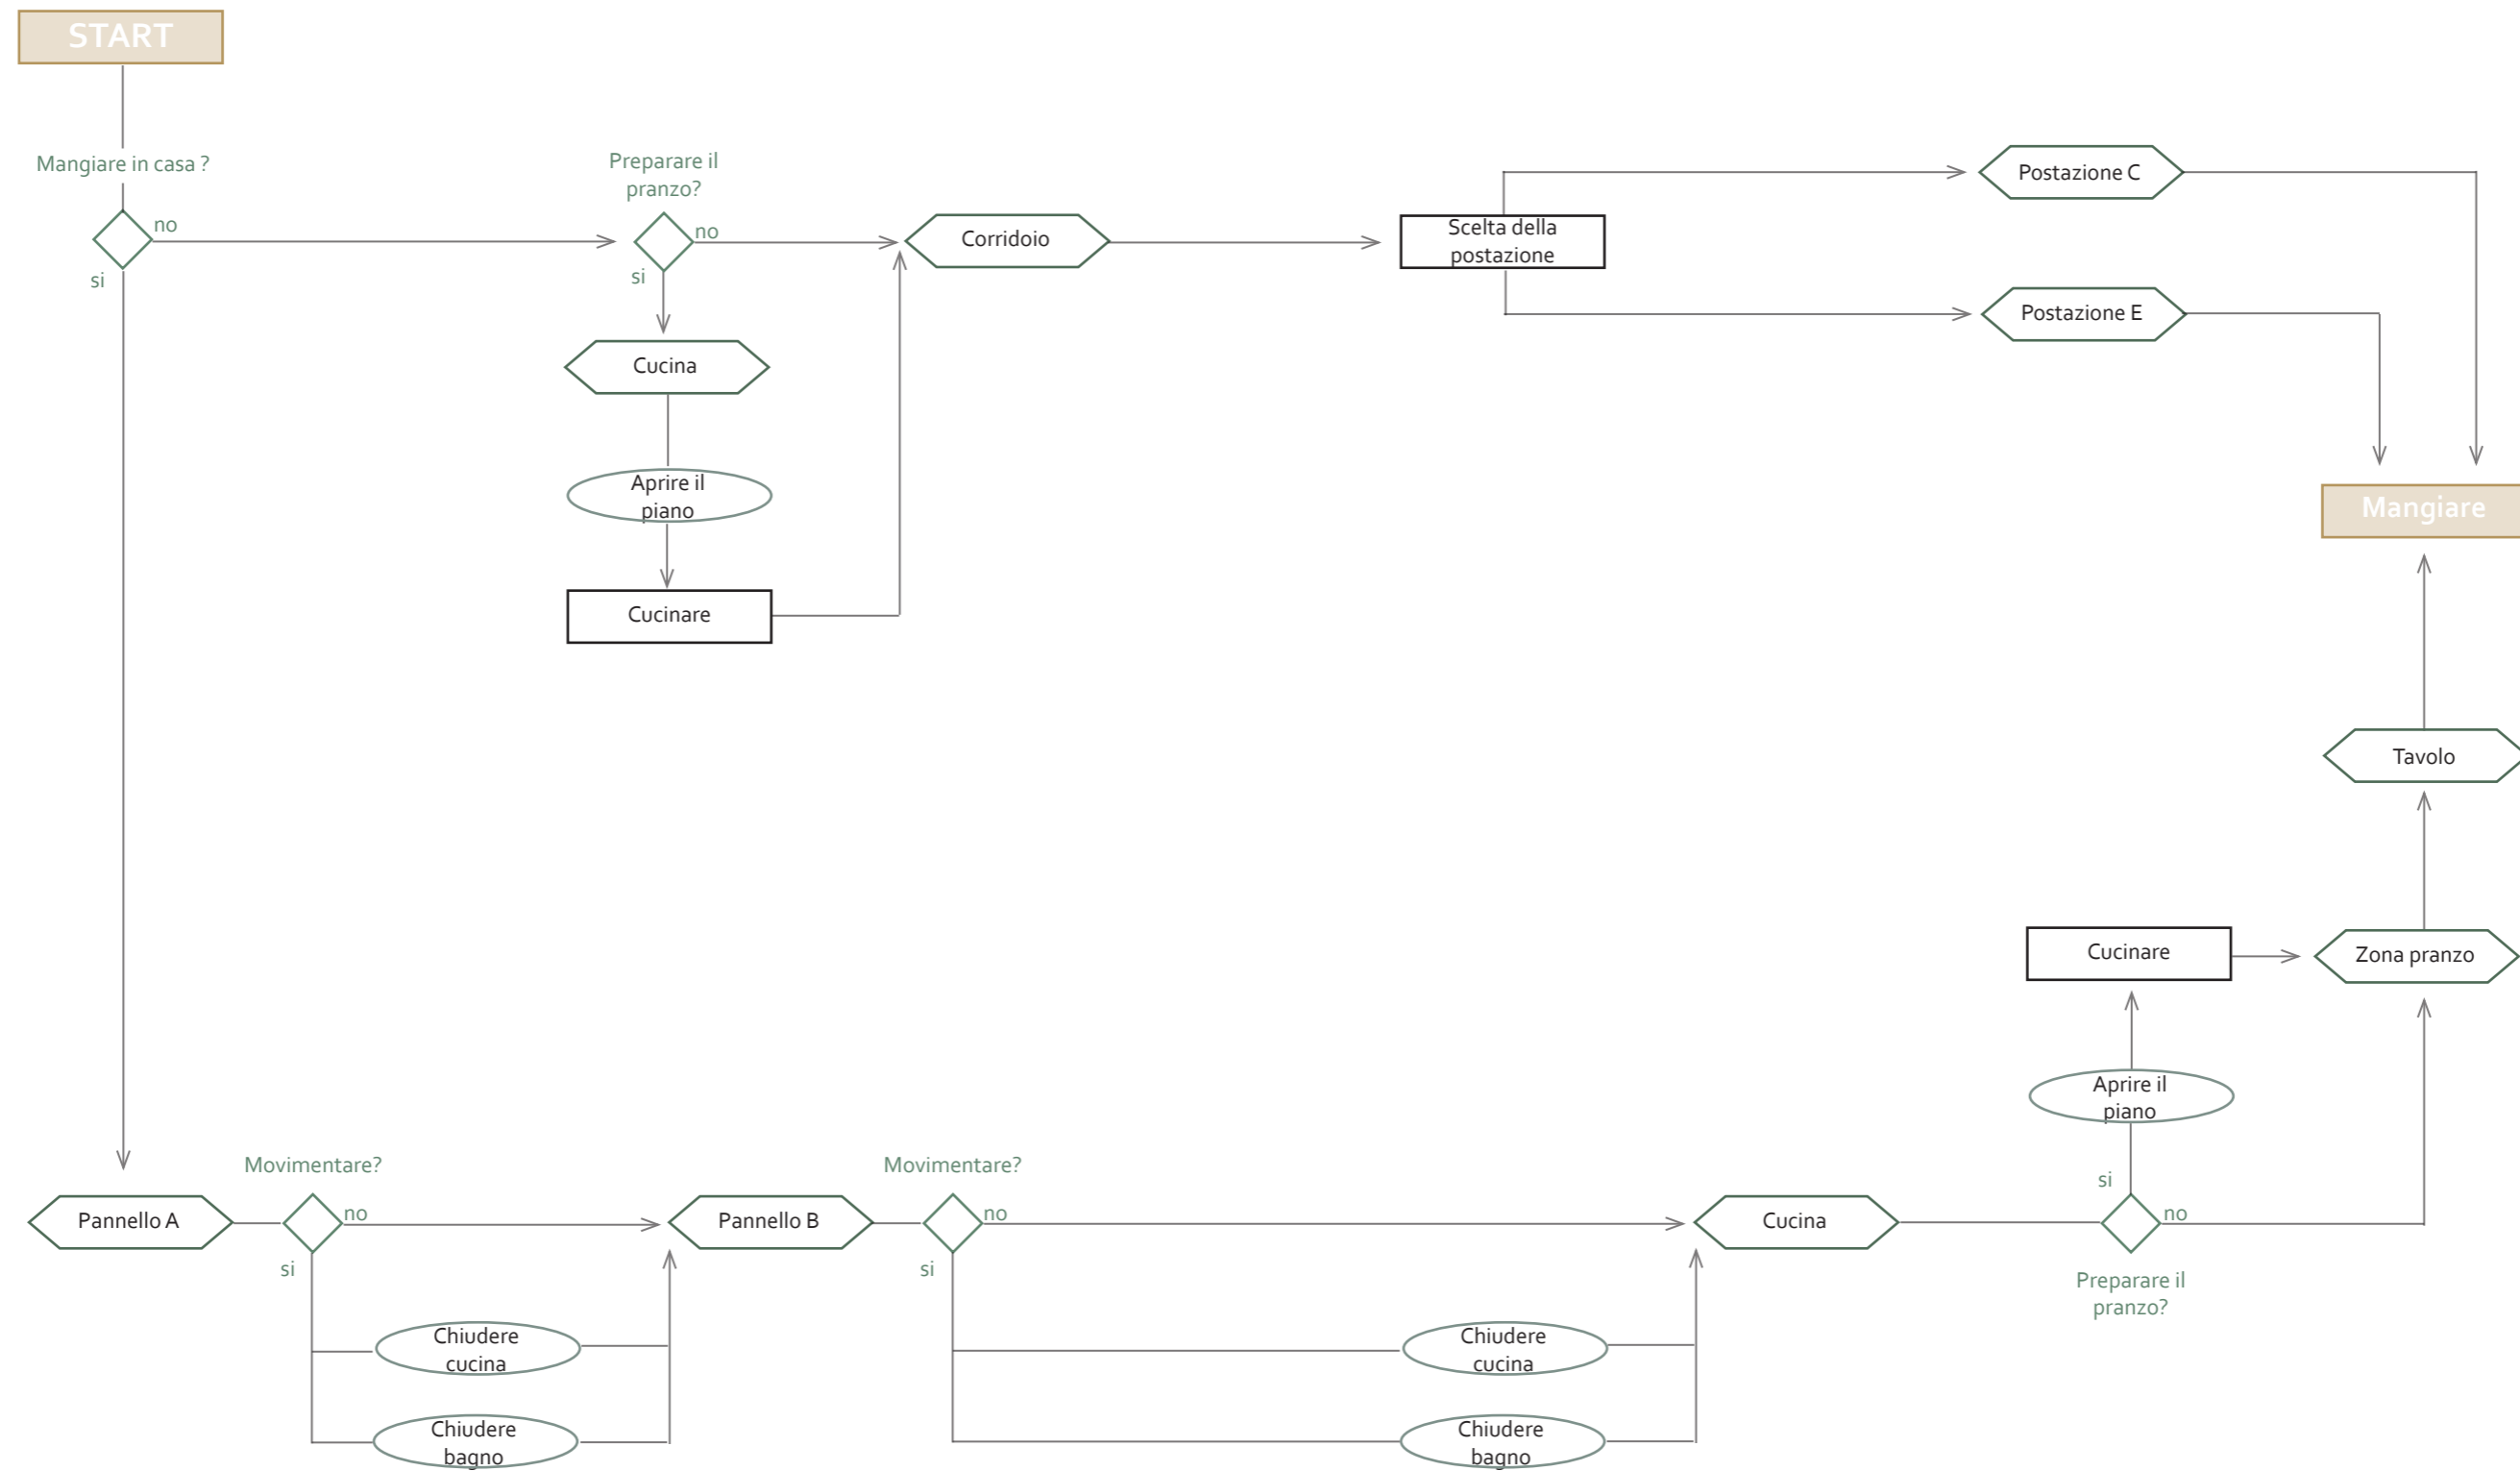 START
Mangiare in casa ?
no
si
Preparare il
pranzo?
no
si
Corridoio
Scelta della
postazione
Postazione C
Postazione E
Cucina
Aprire il
piano
Cucinare
Mangiare
Tavolo
Cucinare
Zona pranzo
Aprire il
piano
si
no
Preparare il
pranzo?
Pannello A
Movimentare?
no
si
Chiudere
cucina
Chiudere
bagno
Pannello B
Movimentare?
no
si
Chiudere
cucina
Chiudere
bagno
Cucina